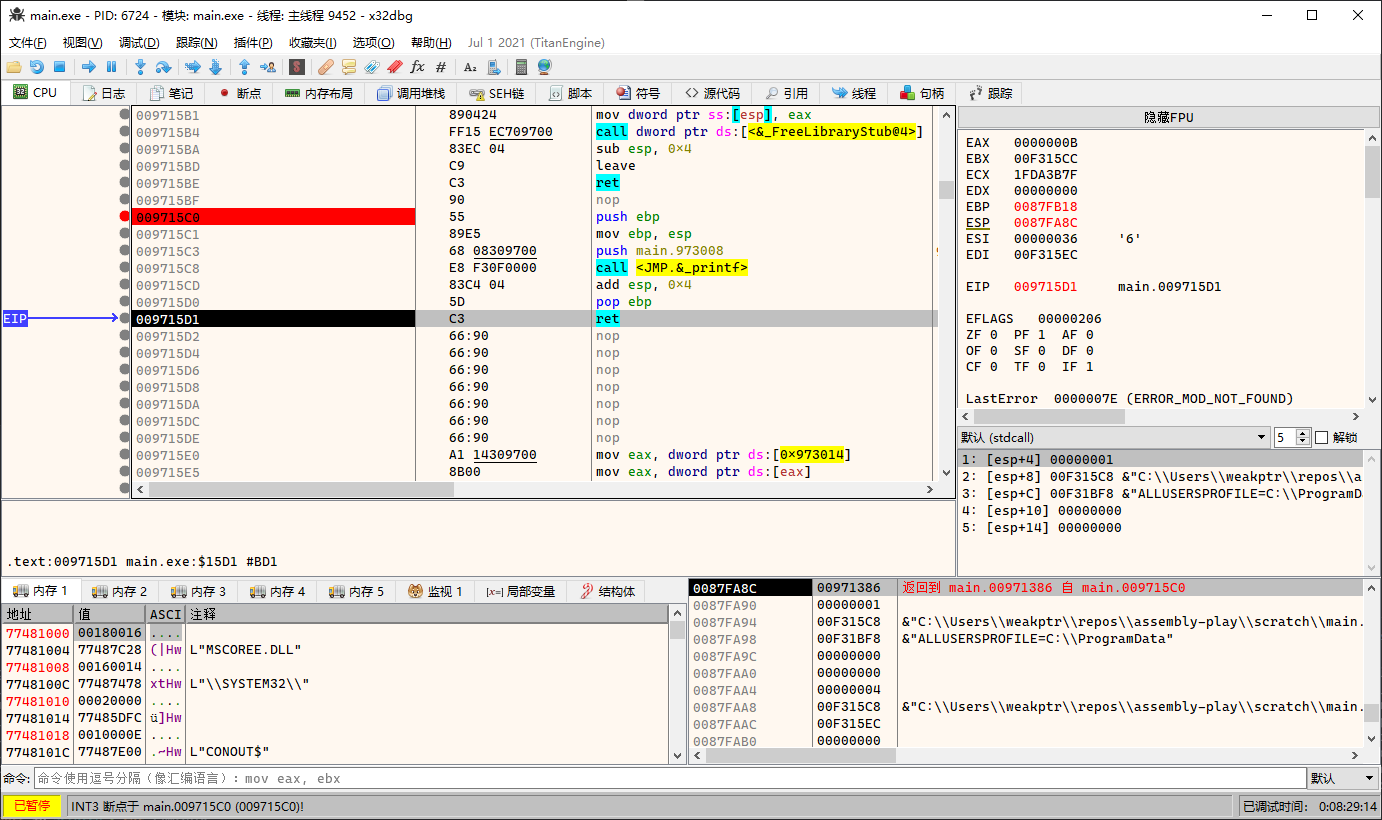 main.exe - PID: 6724 - 模块: main.exe - 线程: 主线程 9452 - x32dbg
文件(F) 视图(V) 调试(D) 跟踪(N) 插件(P) 收藏夹(I) 选项(O) 帮助(H) Jul 1 2021 (TitanEngine)
CPU 日志 笔记 断点 内存布局 调用堆栈 SEH链 脚本 符号 源代码 引用 线程 句柄 跟踪
009715B1 890424 mov dword ptr ss:[esp], eax
009715B4 FF15 EC709700 call dword ptr ds:[<&_FreeLibraryStub@4>]
009715BA 83EC 04 sub esp, 0×4
009715BD C9 leave
009715BE C3 ret
009715BF 90 nop
009715C0 55 push ebp
009715C1 89E5 mov ebp, esp
009715C3 68 08309700 push main.973008
009715C8 E8 F30F0000 call <JMP.&_printf>
009715CD 83C4 04 add esp, 0×4
009715D0 5D pop ebp
EIP 009715D1 C3 ret
009715D2 66:90 nop
009715D4 66:90 nop
009715D6 66:90 nop
009715D8 66:90 nop
009715DA 66:90 nop
009715DC 66:90 nop
009715DE 66:90 nop
009715E0 A1 14309700 mov eax, dword ptr ds:[0×973014]
009715E5 8B00 mov eax, dword ptr ds:[eax]
隐藏FPU
EAX 0000000B
EBX 00F315CC
ECX 1FDA3B7F
EDX 00000000
EBP 0087FB18
ESP 0087FA8C
ESI 00000036 '6'
EDI 00F315EC
EIP 009715D1 main.009715D1
EFLAGS 00000206
ZF 0 PF 1 AF 0
OF 0 SF 0 DF 0
CF 0 TF 0 IF 1
LastError 0000007E (ERROR_MOD_NOT_FOUND)
默认 (stdcall) 5 解锁
1: [esp+4] 00000001
2: [esp+8] 00F315C8 &"C:\\Users\\weakptr\\repos\\a
3: [esp+C] 00F31BF8 &"ALLUSERSPROFILE=C:\\ProgramDa
4: [esp+10] 00000000
5: [esp+14] 00000000
.text:009715D1 main.exe:$15D1 #BD1
内存 1 内存 2 内存 3 内存 4 内存 5 监视 1 [x=] 局部变量 结构体
地址 值 ASCI 注释
77481000 00180016 ....
77481004 77487C28 (|Hw L"MSCOREE.DLL"
77481008 00160014 ....
7748100C 77487478 xtHw L"\\SYSTEM32\\"
77481010 00020000 ....
77481014 77485DFC ü]Hw
77481018 0010000E ....
7748101C 77487E00 .~Hw L"CONOUT$"
0087FA8C 00971386 返回到 main.00971386 自 main.009715C0
0087FA90 00000001
0087FA94 00F315C8 &"C:\\Users\\weakptr\\repos\\assembly-play\\scratch\\main.
0087FA98 00F31BF8 &"ALLUSERSPROFILE=C:\\ProgramData"
0087FA9C 00000000
0087FAA0 00000000
0087FAA4 00000004
0087FAA8 00F315C8 &"C:\\Users\\weakptr\\repos\\assembly-play\\scratch\\main.
0087FAAC 00F315EC
0087FAB0 00000000
命令: 命令使用逗号分隔（像汇编语言）: mov eax, ebx 默认
已暂停 INT3 断点于 main.009715C0 (009715C0)! 已调试时间: 0:08:29:14